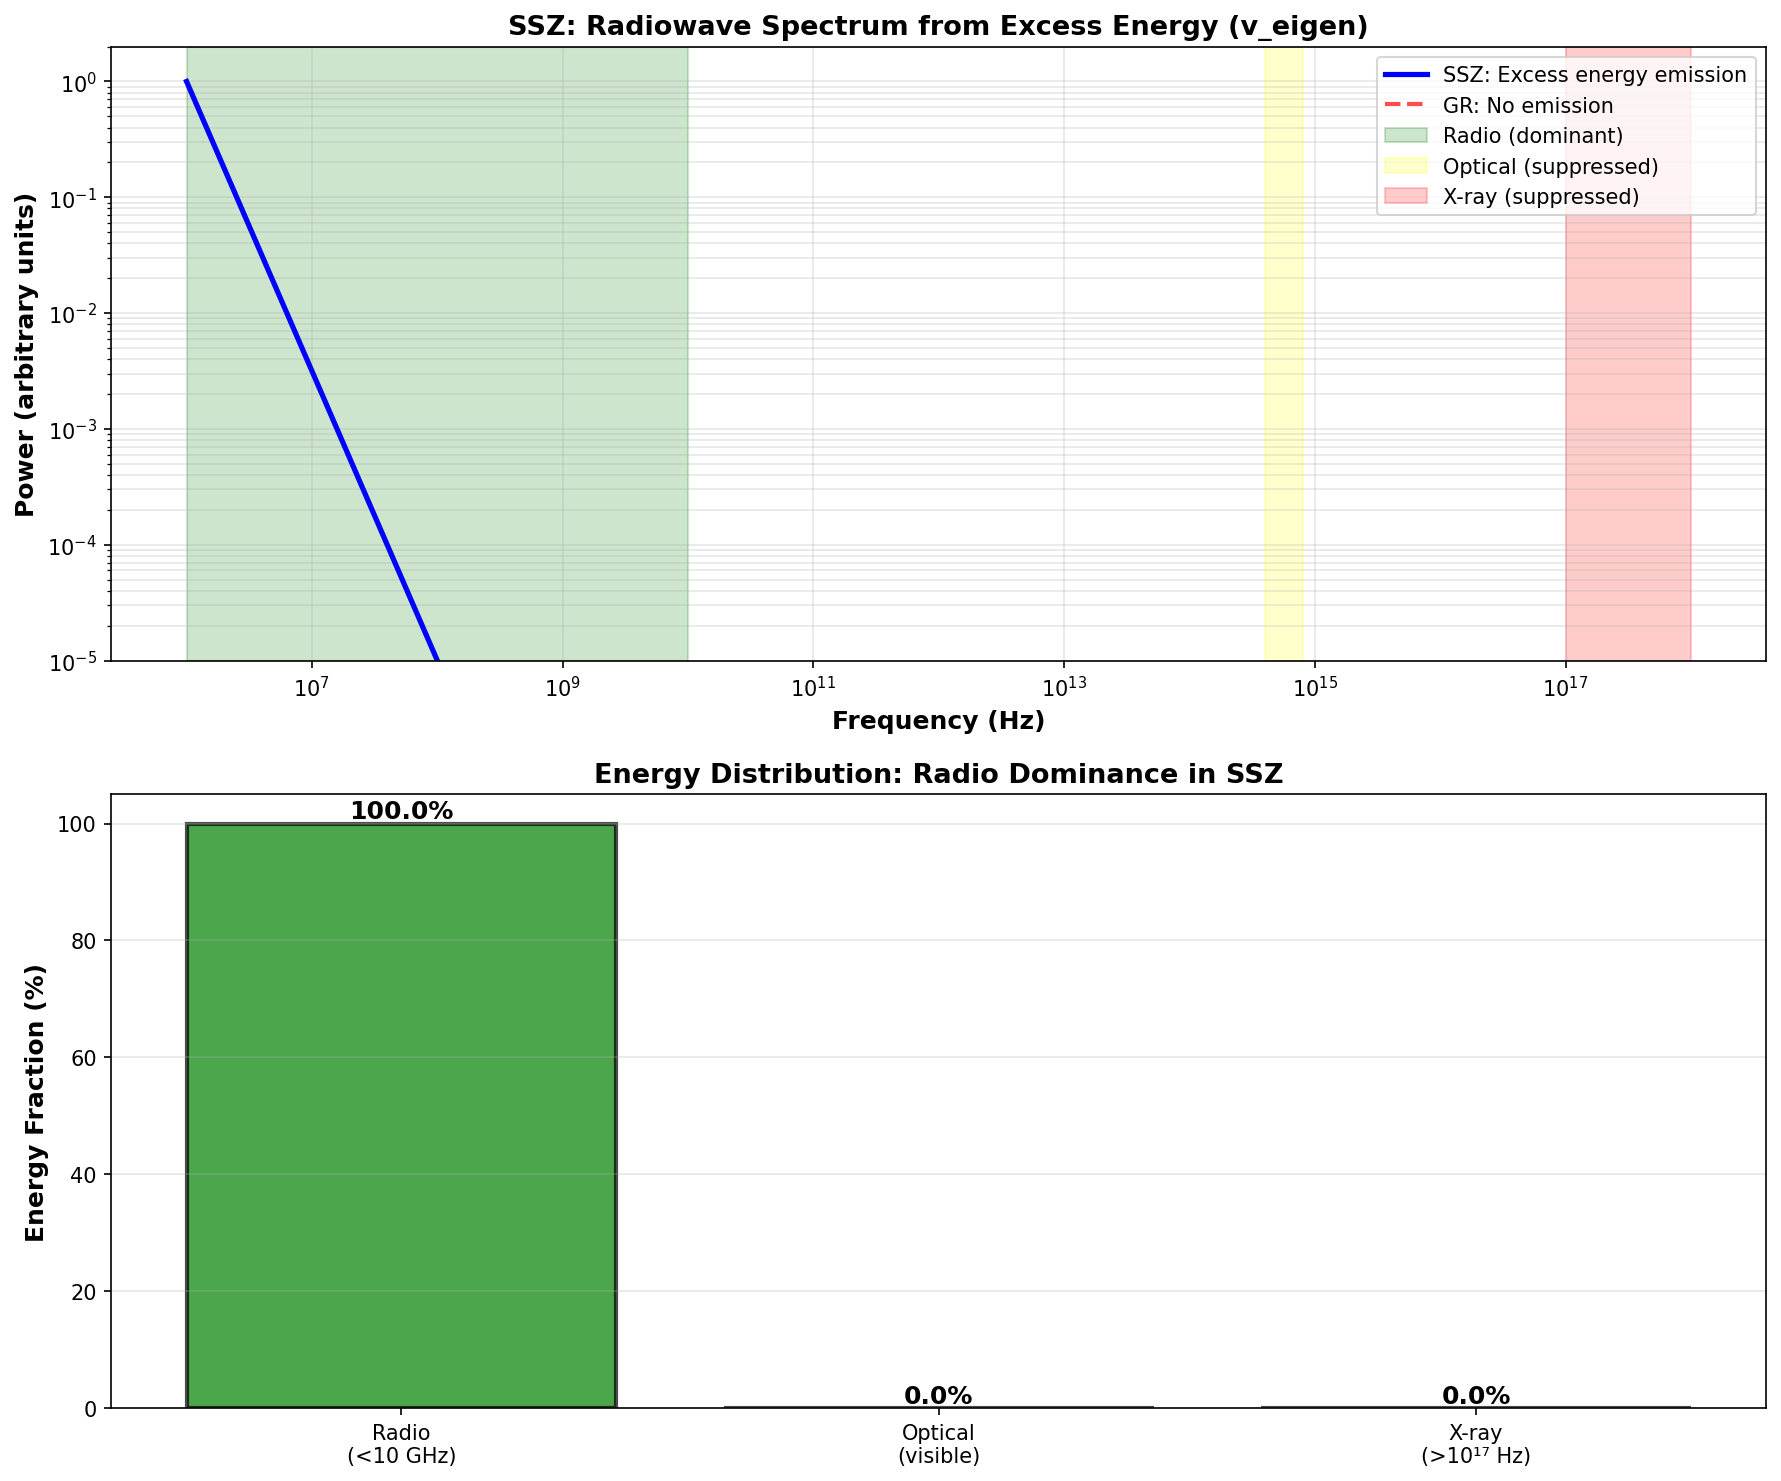 SSZ: Radiowave Spectrum from Excess Energy (v_eigen)
Power (arbitrary units)
10⁰
10⁻¹
10⁻²
10⁻³
10⁻⁴
10⁻⁵
SSZ: Excess energy emission
GR: No emission
Radio (dominant)
Optical (suppressed)
X-ray (suppressed)
10⁷ 10⁹ 10¹¹ 10¹³ 10¹⁵ 10¹⁷
Frequency (Hz)
Energy Distribution: Radio Dominance in SSZ
Energy Fraction (%)
100
80
60
40
20
0
100.0%
0.0%
0.0%
Radio
(<10 GHz)
Optical
(visible)
X-ray
(>10¹⁷ Hz)